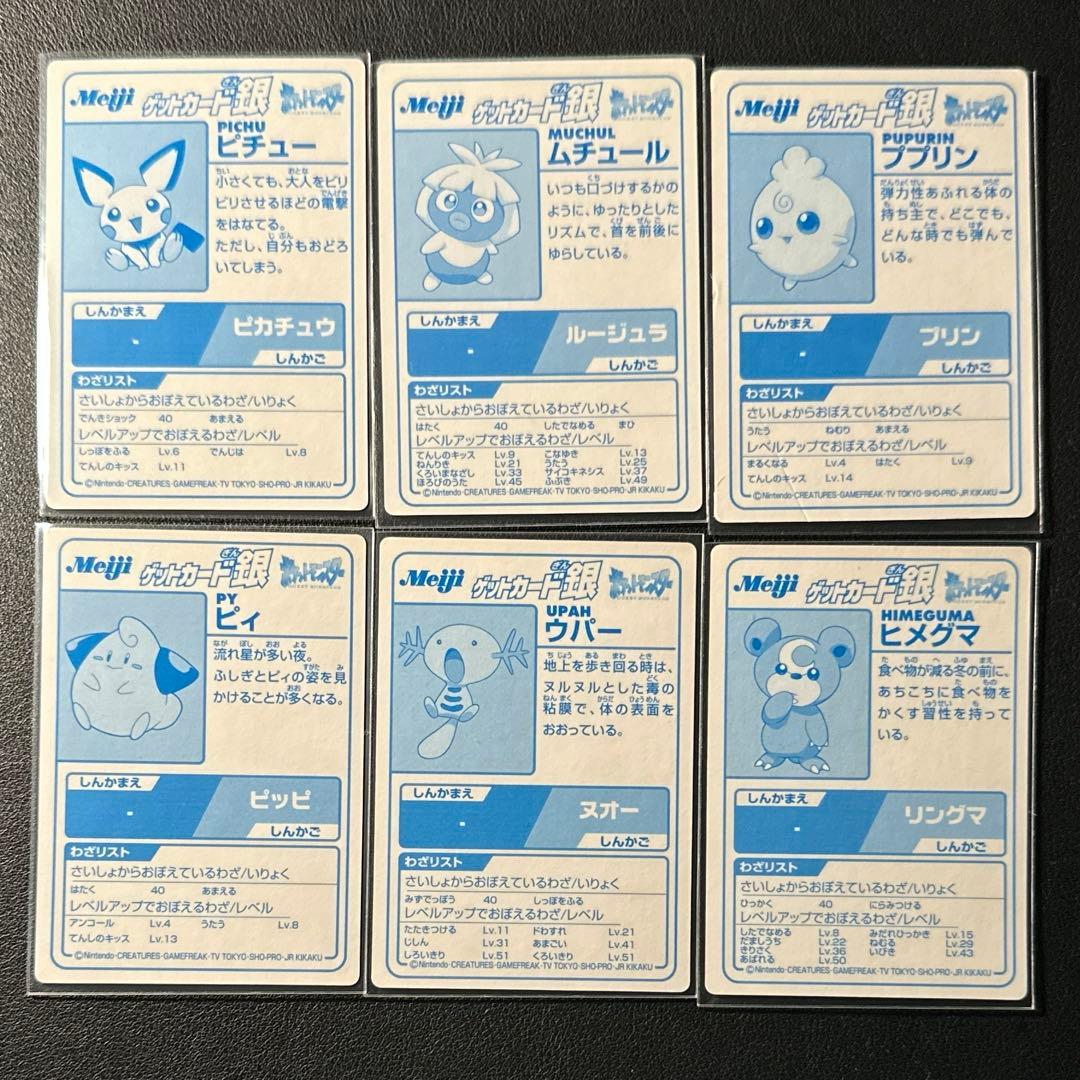 Meiji ゲットカード銀 ぎん ポケットモンスター
PICHU
ピチュー
小さくても、大人をビリ
ビリさせるほどの電撃
をはなてる。
ただし、自分もおどろ
いてしまう。
しんかまえ
-
ピカチュウ
しんかご
わざリスト
さいしょからおぼえているわざ/いりょく
でんきショック 40 あまえる
レベルアップでおぼえるわざ/レベル
しっぽをふる Lv.6 でんじは Lv.8
てんしのキッス Lv.11
©Nintendo・CREATURES・GAMEFREAK・TV TOKYO・SHO-PRO・JR KIKAKU
Meiji ゲットカード銀 ぎん ポケットモンスター
MUCHUL
ムチュール
いつも口づけするかの
ように、ゆったりとした
リズムで、首を前後に
ゆらしている。
しんかまえ
-
ルージュラ
しんかご
わざリスト
さいしょからおぼえているわざ/いりょく
はたく 40 したでなめる まひ
レベルアップでおぼえるわざ/レベル
てんしのキッス Lv.9 こなゆき Lv.13
ねんりき Lv.21 うたう Lv.25
くろいまなざし Lv.33 サイコキネシス Lv.37
ほろびのうた Lv.45 ふぶき Lv.49
©Nintendo・CREATURES・GAMEFREAK・TV TOKYO・SHO-PRO・JR KIKAKU
Meiji ゲットカード銀 ぎん ポケットモンスター
PUPURIN
ププリン
弾力性あふれる体の
持ち主で、どこでも、
どんな時でも弾んで
いる。
しんかまえ
-
プリン
しんかご
わざリスト
さいしょからおぼえているわざ/いりょく
うたう ねむり あまえる
レベルアップでおぼえるわざ/レベル
まるくなる Lv.4 はたく Lv.9
てんしのキッス Lv.14
©Nintendo・CREATURES・GAMEFREAK・TV TOKYO・SHO-PRO・JR KIKAKU
Meiji ゲットカード銀 ぎん ポケットモンスター
PY
ピィ
流れ星が多い夜。
ふしぎとピィの姿を見
かけることが多くなる。
しんかまえ
-
ピッピ
しんかご
わざリスト
さいしょからおぼえているわざ/いりょく
はたく 40 あまえる
レベルアップでおぼえるわざ/レベル
アンコール Lv.4 うたう Lv.8
てんしのキッス Lv.13
©Nintendo・CREATURES・GAMEFREAK・TV TOKYO・SHO-PRO・JR KIKAKU
Meiji ゲットカード銀 ぎん ポケットモンスター
UPAH
ウパー
地上を歩き回る時は、
ヌルヌルとした毒の
粘膜で、体の表面を
おおっている。
しんかまえ
-
ヌオー
しんかご
わざリスト
さいしょからおぼえているわざ/いりょく
みずでっぽう 40 しっぽをふる
レベルアップでおぼえるわざ/レベル
たたきつける Lv.11 ドわすれ Lv.21
じしん Lv.31 あまごい Lv.41
しろいきり Lv.51 くろいきり Lv.51
©Nintendo・CREATURES・GAMEFREAK・TV TOKYO・SHO-PRO・JR KIKAKU
Meiji ゲットカード銀 ぎん ポケットモンスター
HIMEGUMA
ヒメグマ
食べ物が減る冬の前に、
あちこちに食べ物を
かくす習性を持って
いる。
しんかまえ
-
リングマ
しんかご
わざリスト
さいしょからおぼえているわざ/いりょく
ひっかく 40 にらみつける
レベルアップでおぼえるわざ/レベル
したでなめる Lv.8 みだれひっかき Lv.15
だましうち Lv.22 ねむる Lv.29
きりさく Lv.36 いびき Lv.43
あばれる Lv.50
©Nintendo・CREATURES・GAMEFREAK・TV TOKYO・SHO-PRO・JR KIKAKU